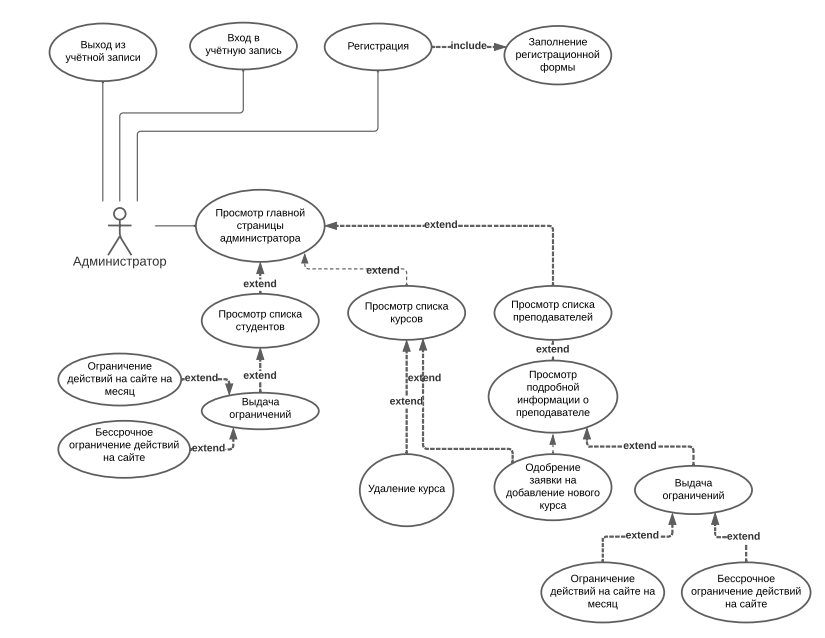 Выход из
учётной записи
Вход в
учётную запись
Регистрация
include
Заполнение
регистрационной
формы
Администратор
Просмотр главной
страницы
администратора
extend
extend
extend
Просмотр списка
студентов
Просмотр списка
курсов
Просмотр списка
преподавателей
extend
Ограничение
действий на сайте на
месяц
extend
extend
Выдача
ограничений
Бессрочное
ограничение действий
на сайте
extend
extend
extend
Просмотр
подробной
информации о
преподавателе
extend
Удаление курса
Одобрение
заявки на
добавление нового
курса
Выдача
ограничений
extend
extend
Ограничение
действий на сайте на
месяц
Бессрочное
ограничение действий
на сайте